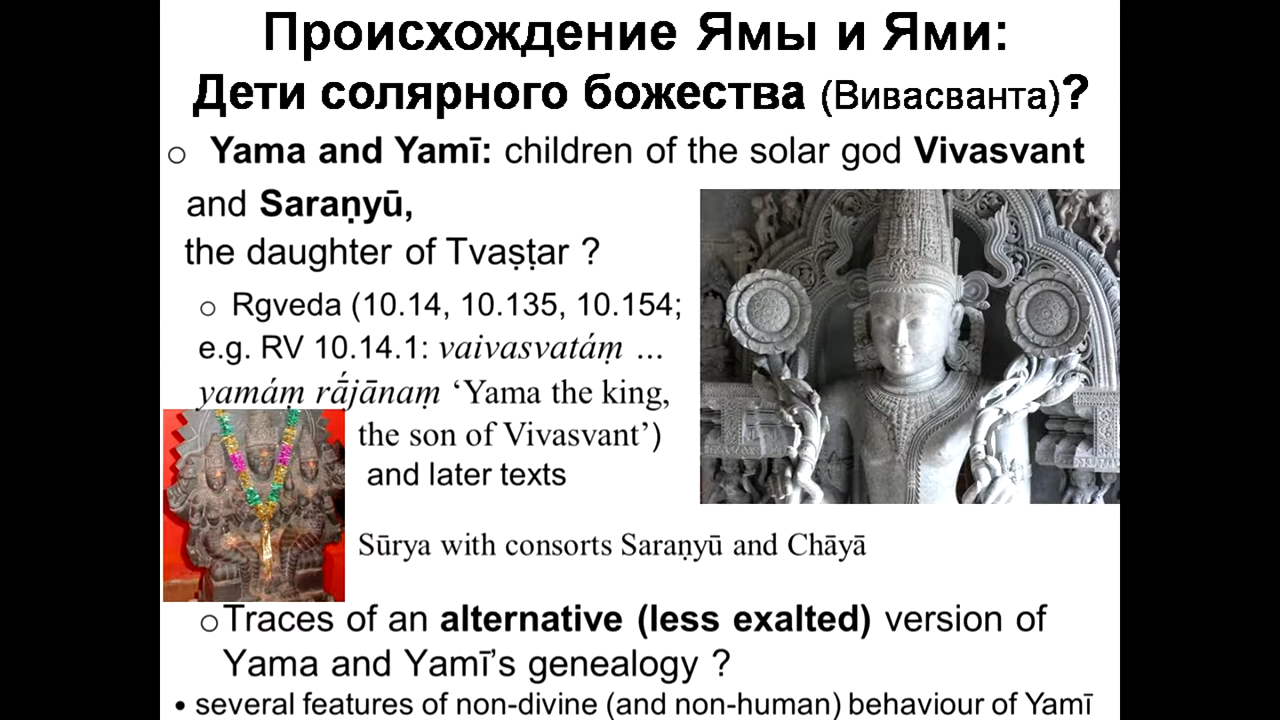 Происхождение Ямы и Ями:
Дети солярного божества (Вивасванта)?
o Yama and Yamī: children of the solar god Vivasvant
and Saraṇyū,
the daughter of Tvaṣṭar ?
o Rgveda (10.14, 10.135, 10.154;
e.g. RV 10.14.1: vaivasvatáṃ ...
yamáṃ rā́jānaṃ ‘Yama the king,
the son of Vivasvant’)
and later texts
Sūrya with consorts Saraṇyū and Chāyā
o Traces of an alternative (less exalted) version of
Yama and Yamī’s genealogy ?
• several features of non-divine (and non-human) behaviour of Yamī